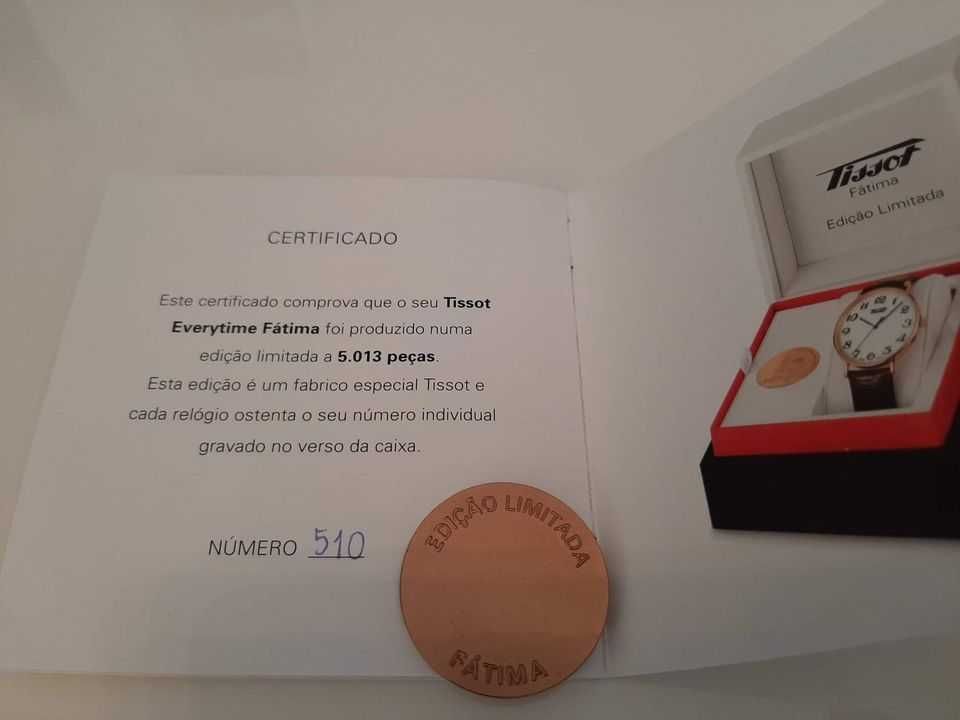 CERTIFICADO
Este certificado comprova que o seu Tissot
Everytime Fátima foi produzido numa
edição limitada a 5.013 peças.
Esta edição é um fabrico especial Tissot e
cada relógio ostenta o seu número individual
gravado no verso da caixa.
NÚMERO 510
EDIÇÃO LIMITADA
FÁTIMA
Tissot
Fátima
Edição Limitada